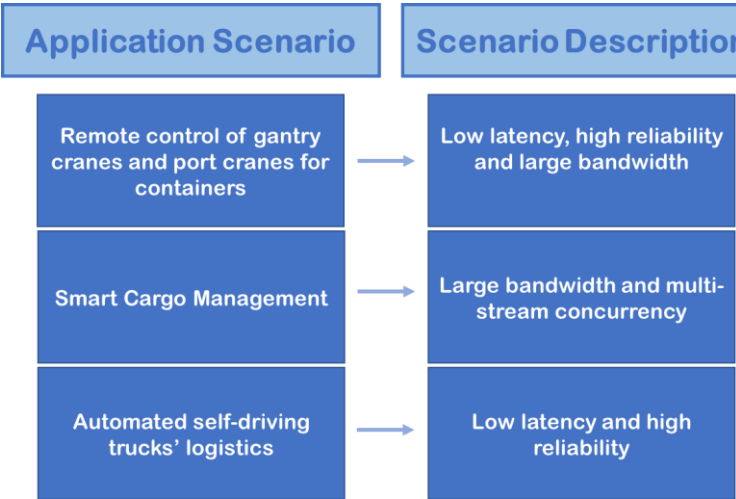 Application Scenario
Scenario Description
Remote control of gantry
cranes and port cranes for
containers
Low latency, high reliability
and large bandwidth
Smart Cargo Management
Large bandwidth and multi-
stream concurrency
Automated self-driving
trucks’ logistics
Low latency and high
reliability